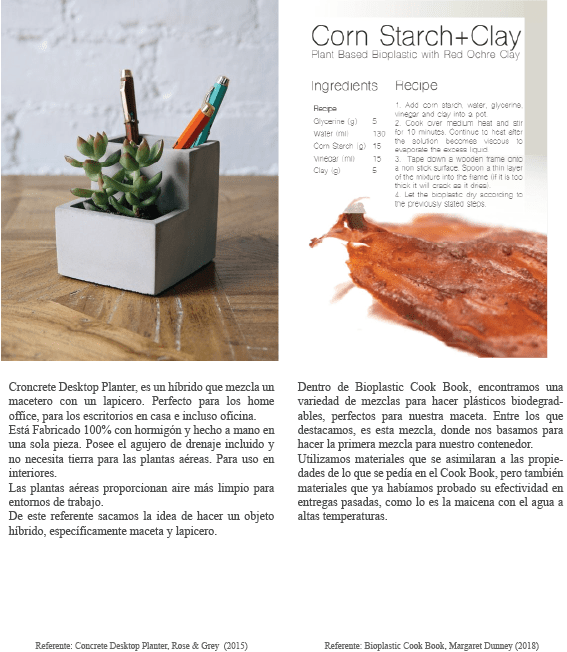 Corn Starch+Clay
Plant Based Bioplastic with Red Ochre Clay
Ingredients
Recipe
Glycerine (g) 5
Water (ml) 130
Corn Starch (g) 15
Vinegar (ml) 15
Clay (g) 5
Recipe
1. Add corn starch, water, glycerine,
vinegar and clay into a pot.
2. Cook over medium heat and stir
for 10 minutes. Continue to heat after
the solution becomes viscous to
evaporate the excess liquid.
3. Tape down a wooden frame onto
a non stick surface. Spoon a thin layer
of the mixture into the frame (if it is too
thick it will crack as it dries).
4. Let the bioplastic dry according to
the previously stated steps.
Croncrete Desktop Planter, es un híbrido que mezcla un
macetero con un lapicero. Perfecto para los home
office, para los escritorios en casa e incluso oficina.
Está Fabricado 100% con hormigón y hecho a mano en
una sola pieza. Posee el agujero de drenaje incluido y
no necesita tierra para las plantas aéreas. Para uso en
interiores.
Las plantas aéreas proporcionan aire más limpio para
entornos de trabajo.
De este referente sacamos la idea de hacer un objeto
híbrido, específicamente maceta y lapicero.
Referente: Concrete Desktop Planter, Rose & Grey (2015)
Dentro de Bioplastic Cook Book, encontramos una
variedad de mezclas para hacer plásticos biodegrad-
ables, perfectos para nuestra maceta. Entre los que
destacamos, es esta mezcla, donde nos basamos para
hacer la primera mezcla para nuestro contenedor.
Utilizamos materiales que se asimilaran a las propie-
dades de lo que se pedía en el Cook Book, pero también
materiales que ya habíamos probado su efectividad en
entregas pasadas, como lo es la maicena con el agua a
altas temperaturas.
Referente: Bioplastic Cook Book, Margaret Dunney (2018)